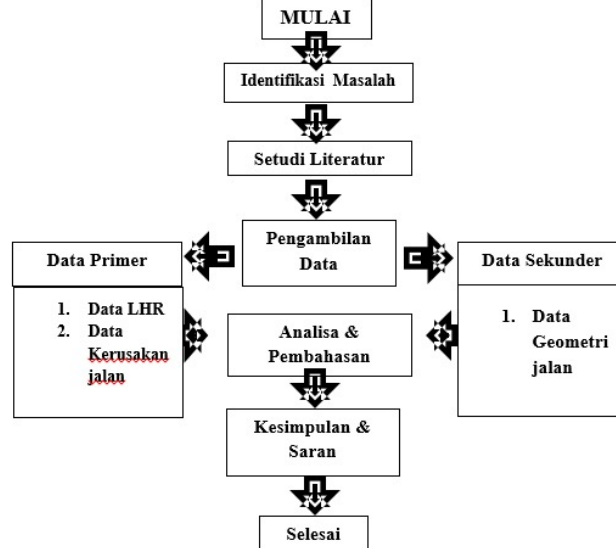 MULAI
Identifikasi Masalah
Setudi Literatur
Pengambilan
Data
Data Primer
1. Data LHR
2. Data
Kerusakan
jalan
Data Sekunder
1. Data
Geometri
jalan
Analisa &
Pembahasan
Kesimpulan &
Saran
Selesai